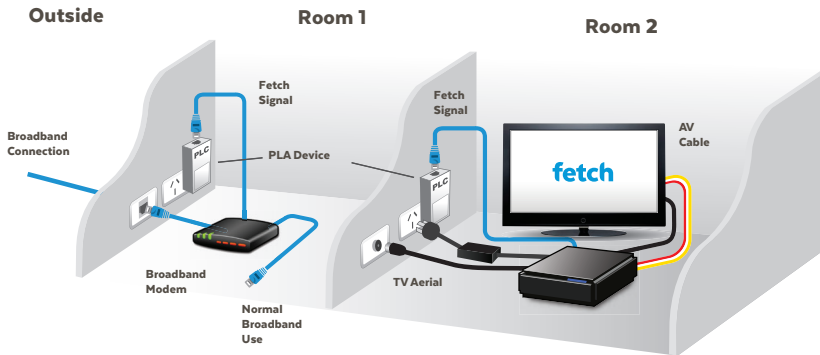 Outside
Room 1
Room 2
Fetch
Signal
Fetch
Signal
AV
Cable
Broadband
Connection
PLC
PLA Device
PLC
fetch
TV Aerial
Broadband
Modem
Normal
Broadband
Use